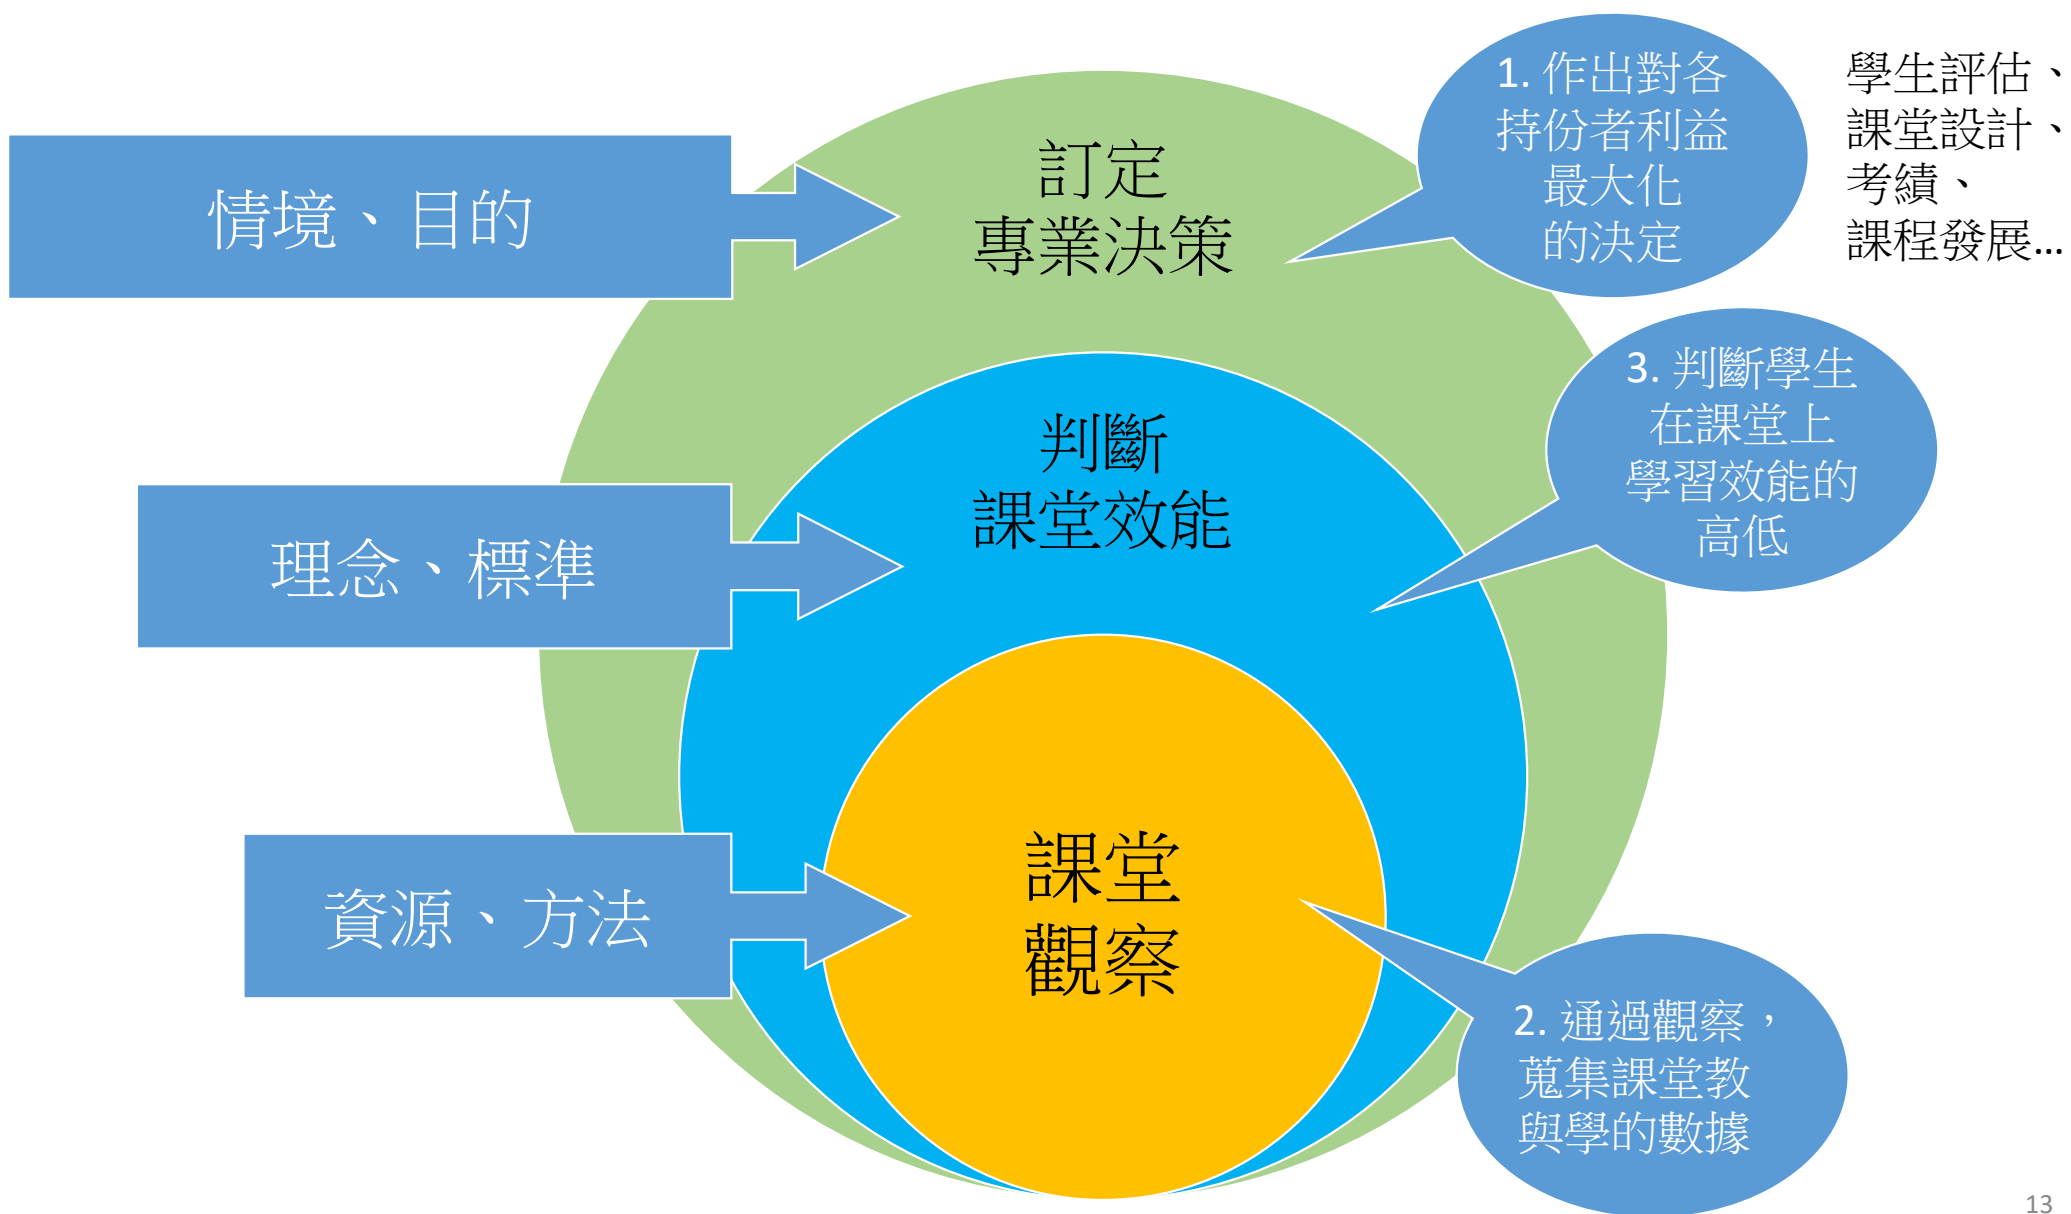 情境、目的
訂定
專業決策
1. 作出對各
持份者利益
最大化
的決定
學生評估、
課堂設計、
考績、
課程發展...
理念、標準
判斷
課堂效能
3. 判斷學生
在課堂上
學習效能的
高低
資源、方法
課堂
觀察
2. 通過觀察，
蒐集課堂教
與學的數據
13